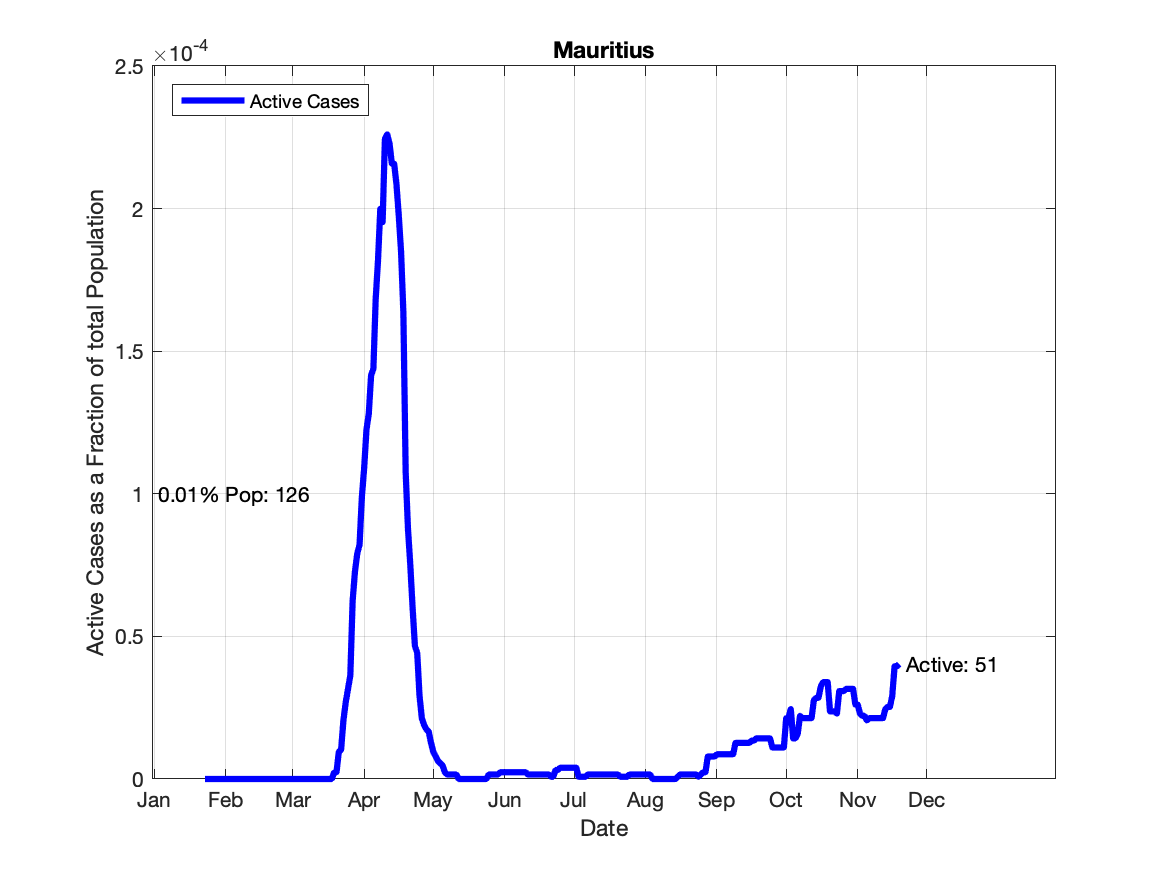 Mauritius
×10-4
Active Cases
2.5
2
1.5
1
0.5
0
0.01% Pop: 126
Active: 51
Active Cases as a Fraction of total Population
Jan Feb Mar Apr May Jun Jul Aug Sep Oct Nov Dec
Date